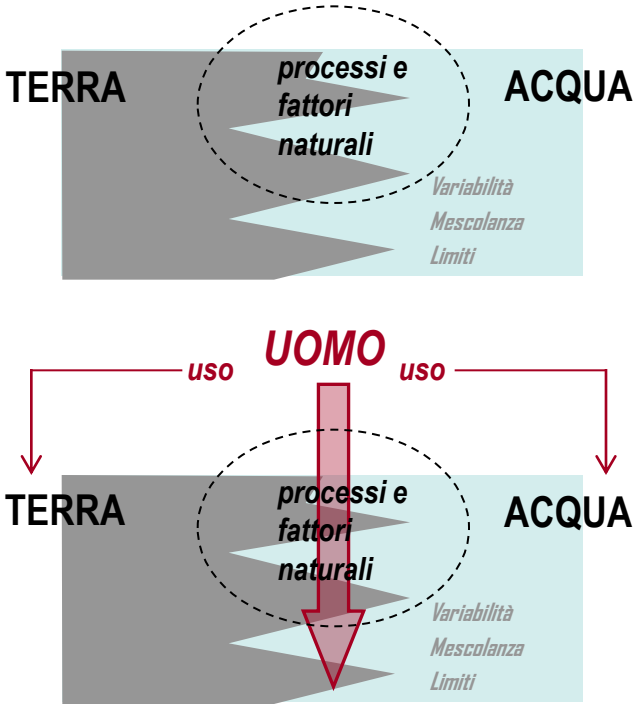 processi e
TERRA
ACQUA
fattori
naturali
Variabilità
Mescolanza
Limiti
UOMO
uso
uso
processi e
TERRA
ACQUA
fattori
naturali
Variabilità
Mescolanza
Limiti